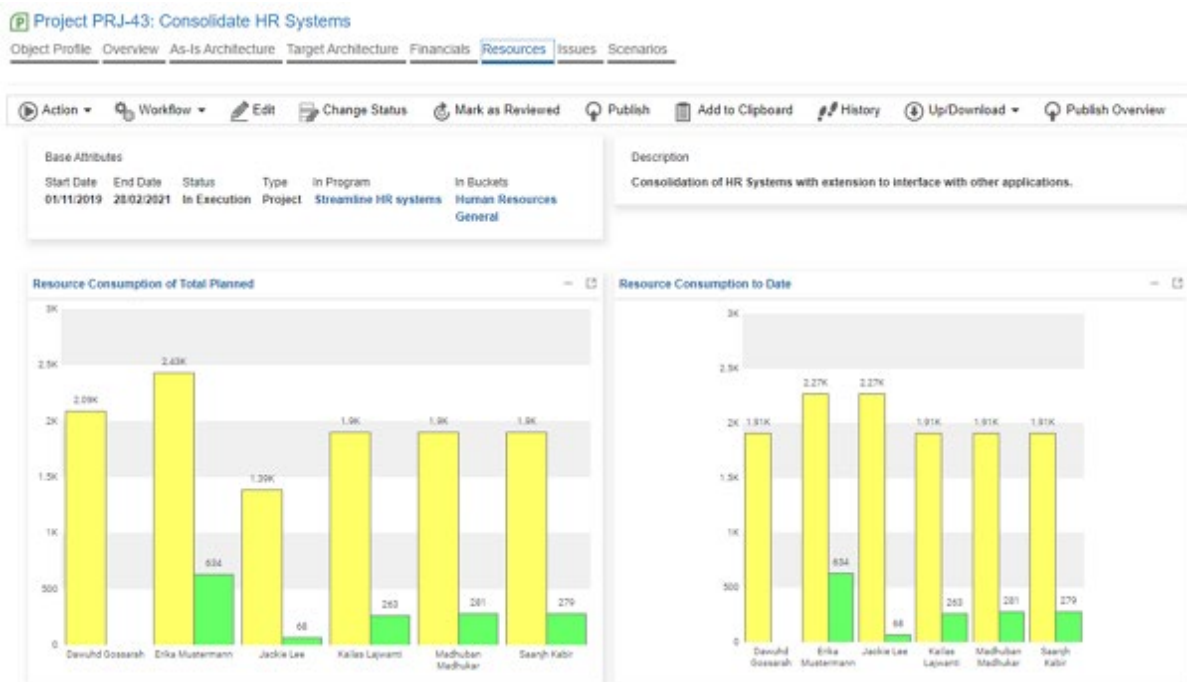 P Project PRJ-43: Consolidate HR Systems
Object Profile Overview As-Is Architecture Target Architecture Financials Resources Issues Scenarios
Action Workflow Edit Change Status Mark as Reviewed Publish Add to Clipboard History Up/Download Publish Overview
Base Attributes
Start Date End Date Status Type In Program In Buckets
01/11/2019 28/02/2021 In Execution Project Streamline HR systems Human Resources
General
Description
Consolidation of HR Systems with extension to interface with other applications.
Resource Consumption of Total Planned
3K
2.5K
2K
1.5K
1K
500
0
2.09K
2.43K
634
1.39K
68
1.9K
263
1.9K
281
1.9K
279
Dawuhd Gossarah Erika Mustermann Jackie Lee Kailas Lajwanti Madhuban Saanjh Kabir
Madhukar
Resource Consumption to Date
3K
2.5K
2K
1.5K
1K
500
0
1.91K
2.27K
634
2.27K
68
1.91K
263
1.91K
281
1.91K
279
Dawuhd Erika Jackie Lee Kailas Madhuban Saanjh
Gossarah Mustermann Lajwanti Madhukar Kabir